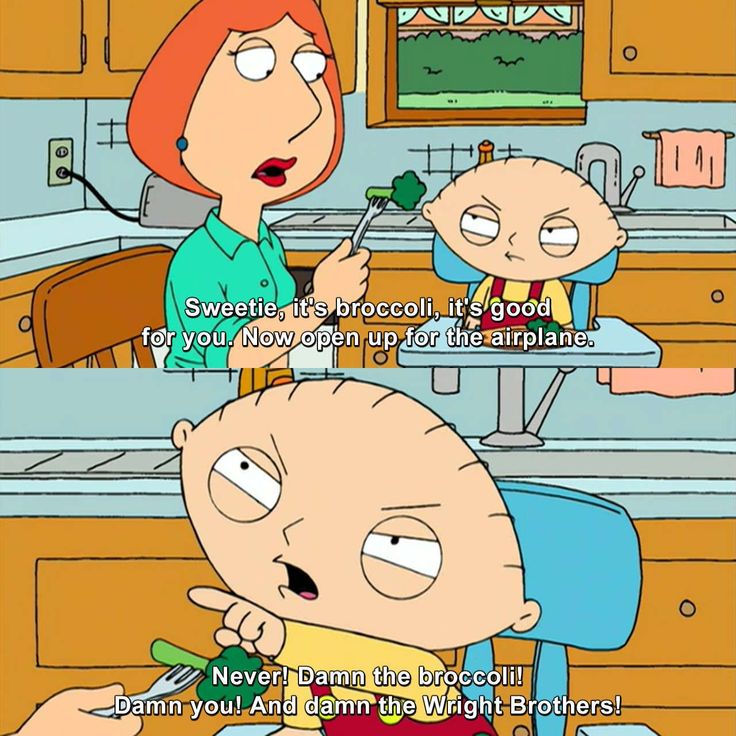 Sweetie, it's broccoli, it's good
for you. Now open up for the airplane.
Never! Damn the broccoli!
Damn you! And damn the Wright Brothers!